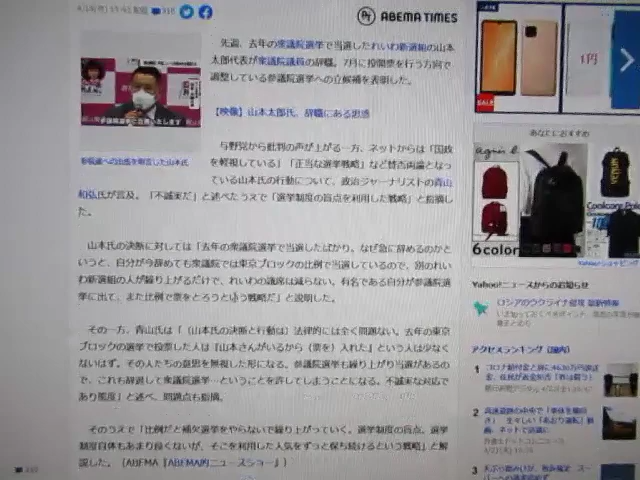 ABEMA TIMES
先週、去年の衆議院選挙で当選したれいわ新選組の山本
太郎代表が衆議院議員の辞職、7月に投開票を行う方向で
調整している参議院選挙への立候補を表明した。
【映像】山本太郎氏、辞職にある思惑
与野党から批判の声が上がる一方、ネットからは「国政
を軽視している」「正当な選挙戦略」など賛否両論となっ
ている山本氏の行動について、政治ジャーナリストの青山
和弘氏が言及。「不誠実だ」と述べたうえで「選挙制度の盲点を利用した戦略」と指摘し
た。
山本氏の決断に対しては「去年の衆議院選挙で当選したばかり。なぜ急に辞めるのかと
いうと、自分が今辞めても衆議院では東京ブロックの比例で当選しているので、別のれい
わ新選組の人が繰り上がるだけで、れいわの議席は減らない。有名である自分が参議院選
挙に出て、また比例で票をとろうという戦略だ」と説明した。
その一方、青山氏は「（山本氏の決断と行動は）法律的には全く問題ない。去年の東京
ブロックの選挙で投票した人は『山本さんがいるから（票を）入れた』という人は少なく
ないはず。その人たちの意思を無視した形になる。参議院選挙も繰り上げ当選があるの
で、これも辞退して衆議院選挙…ということを許してしまうことになる。不誠実な対応で
あり態度」と述べ、問題点も指摘。
そのうえで「比例だと補欠選挙をやらないで繰り上がっていく。選挙制度の盲点。選挙
制度自体もあまり良くないが、そこを利用した人気をずっと保ち続けるという戦略」と解
説した。（ABEMA『ABEMA的ニュースショー』）
SALE
1円
あなたにおすすめ
agnès b.
6color
Coolcore Pole
Yahoo!ショッピング
Yahoo!ニュースからのお知らせ
ロシアのウクライナ侵攻 最新情報
アクセスランキング（国内）
1
2
高速道路の中央で「車体を横向
3